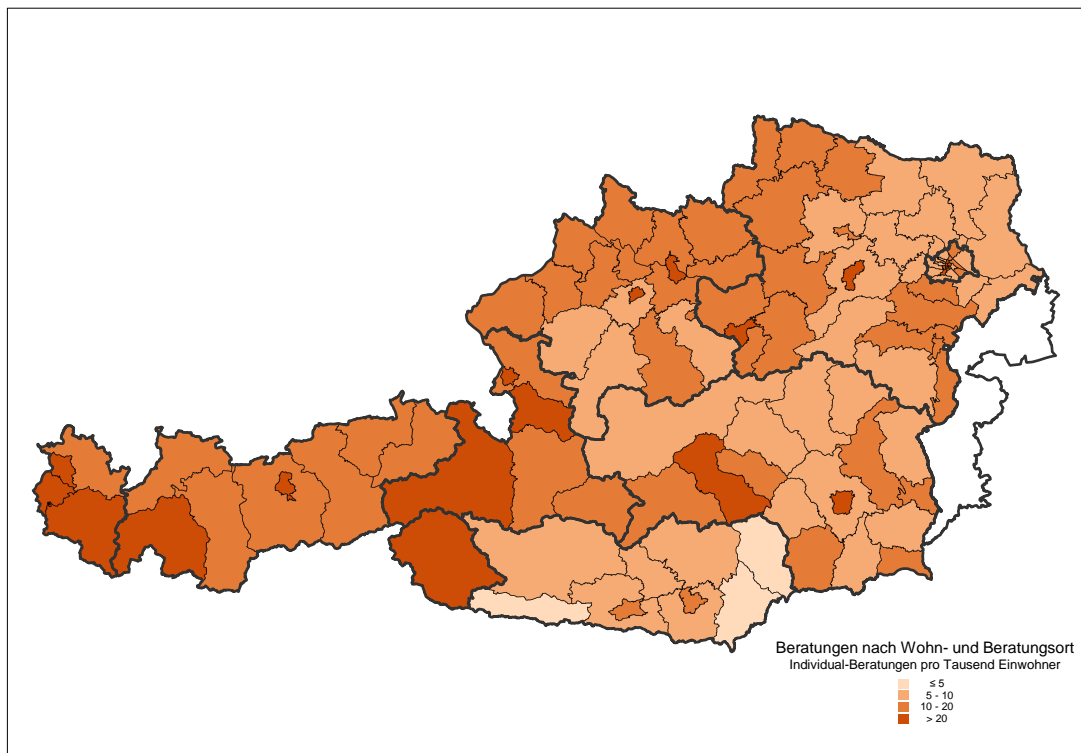 Beratungen nach Wohn- und Beratungsort
Individual-Beratungen pro Tausend Einwohner
≤ 5
5 - 10
10 - 20
> 20